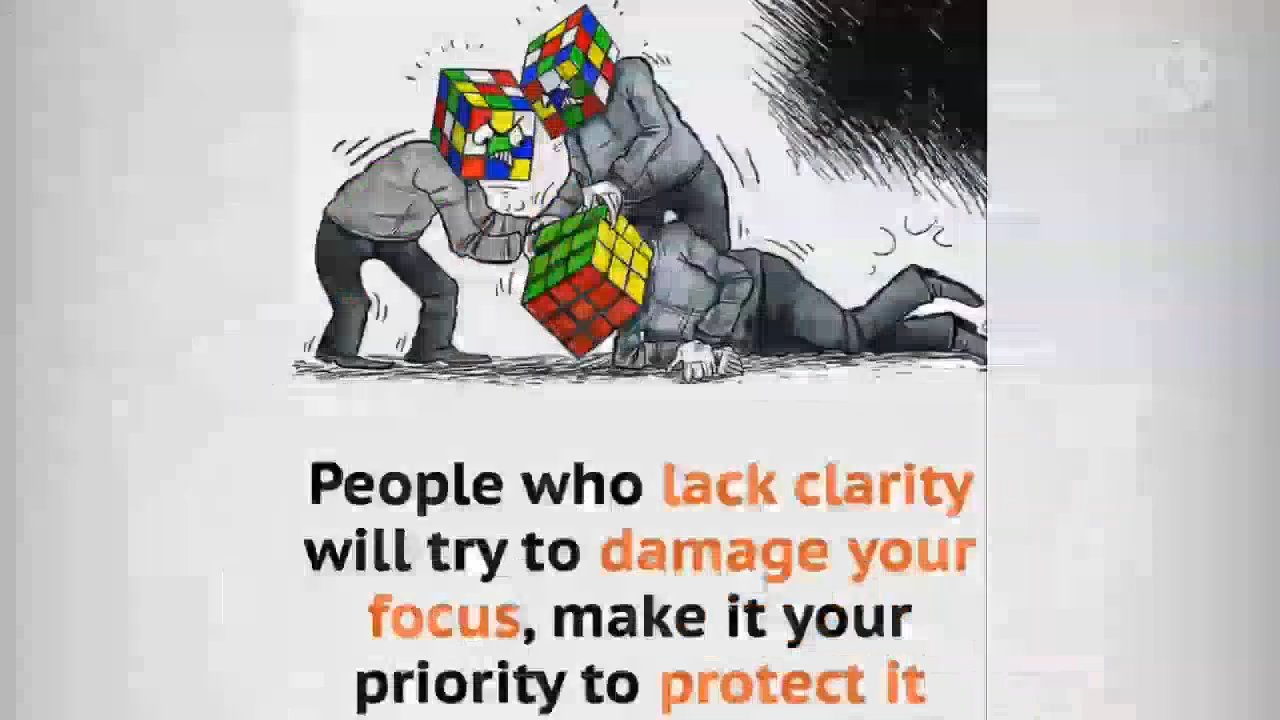 People who lack clarity
will try to damage your
focus, make it your
priority to protect it